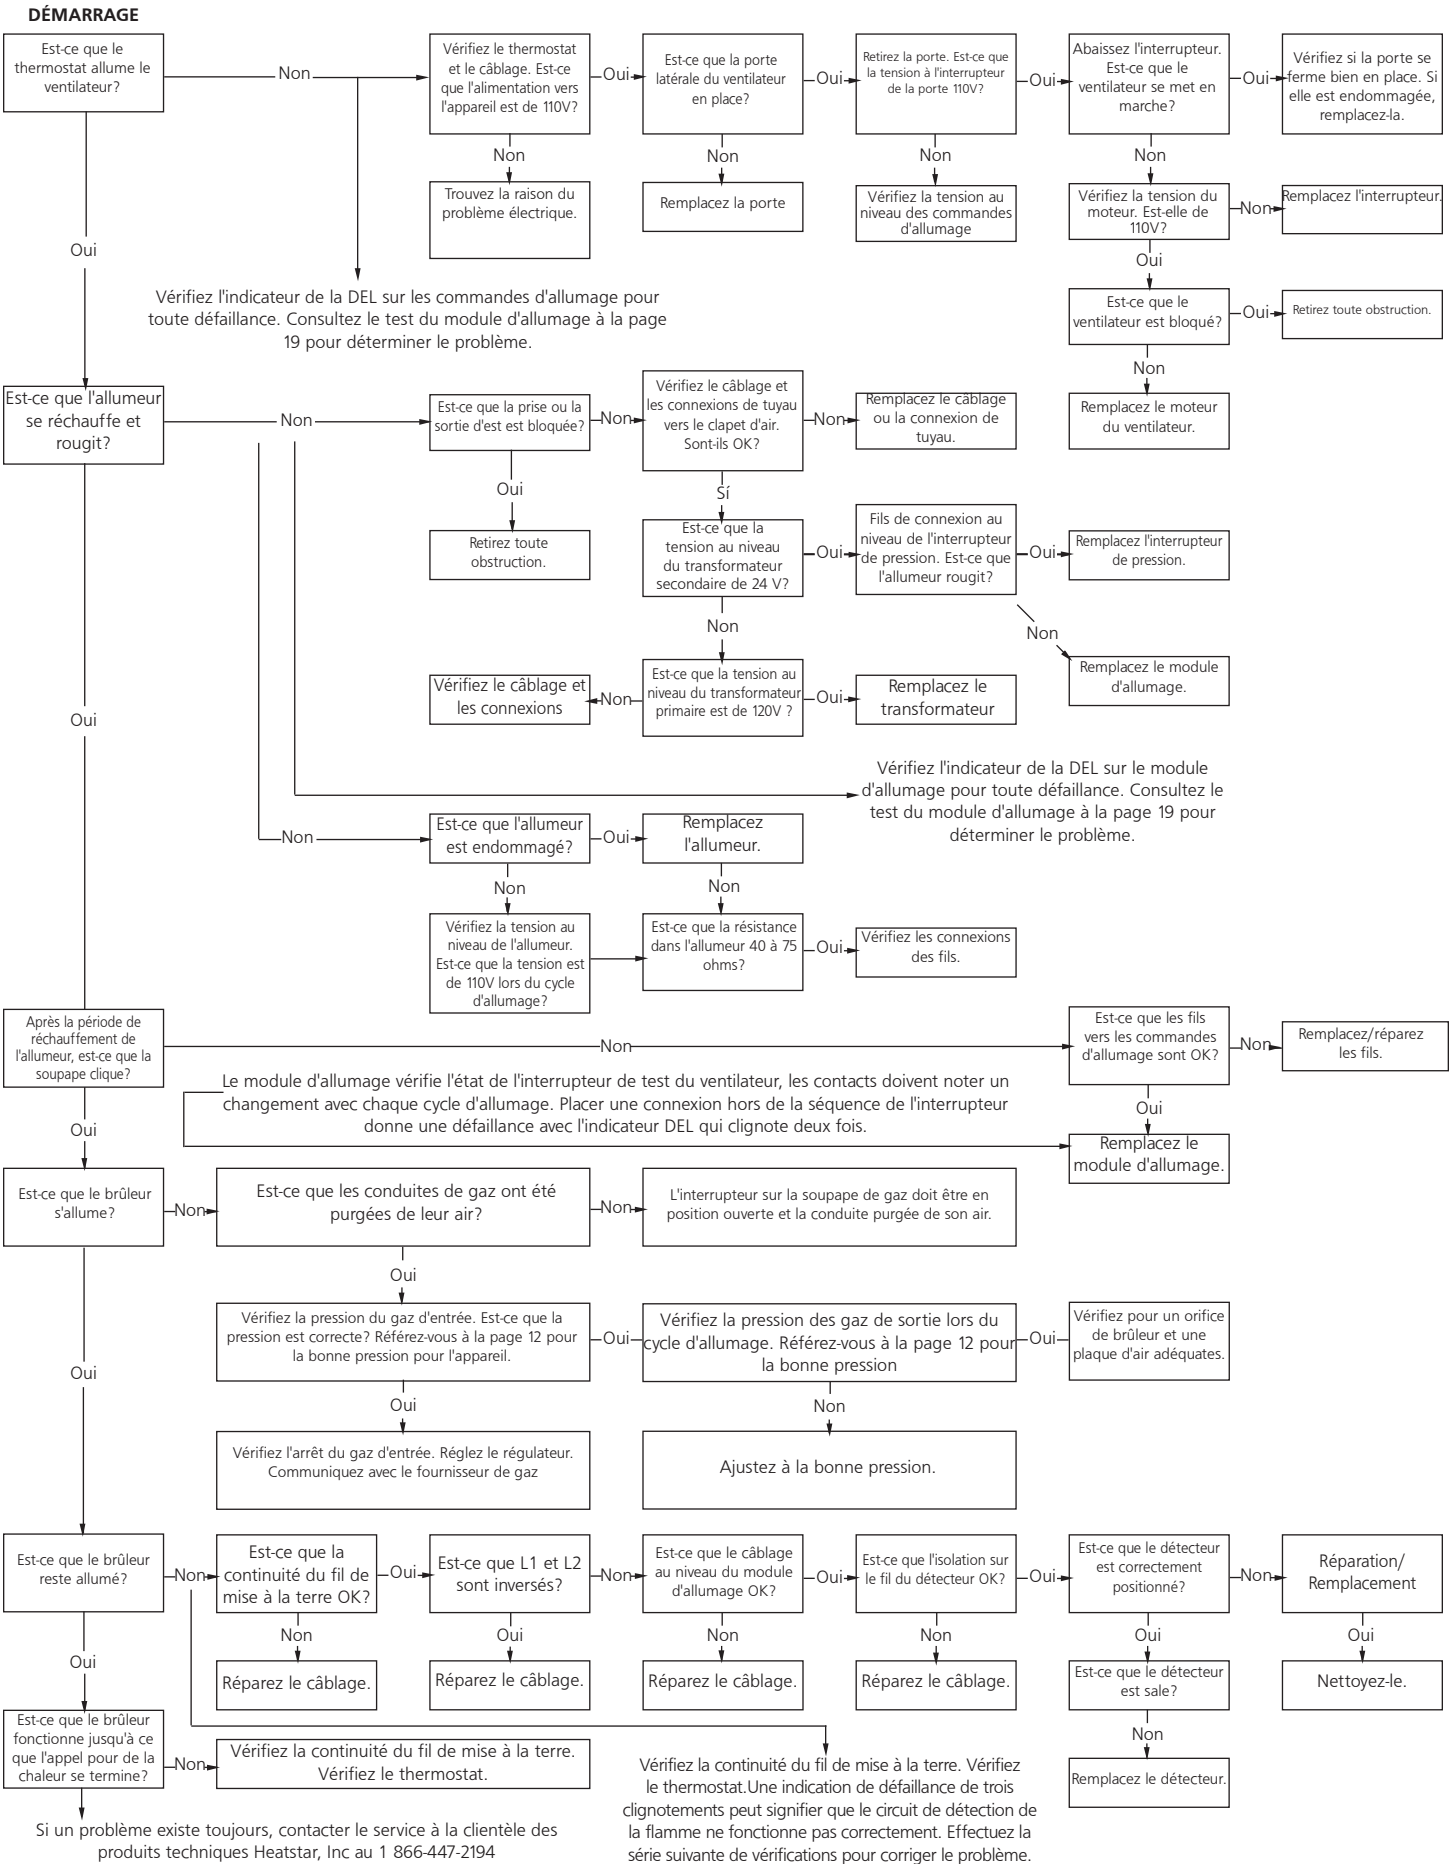 DÉMARRAGE
Est-ce que le
thermostat allume le
ventilateur?
Non
Vérifiez le thermostat
et le câblage. Est-ce
que l'alimentation vers
l'appareil est de 110V?
Oui
Est-ce que la porte
latérale du ventilateur
en place?
Oui
Retirez la porte. Est-ce que
la tension à l'interrupteur
de la porte 110V?
Oui
Abaissez l'interrupteur.
Est-ce que le
ventilateur se met en
marche?
Oui
Vérifiez si la porte se
ferme bien en place. Si
elle est endommagée,
remplacez-la.
Non
Non
Non
Non
Trouvez la raison du
problème électrique.
Remplacez la porte
Vérifiez la tension au
niveau des commandes
d'allumage
Vérifiez la tension du
moteur. Est-elle de
110V?
Non
Remplacez l'interrupteur.
Oui
Oui
Vérifiez l'indicateur de la DEL sur les commandes d'allumage pour
toute défaillance. Consultez le test du module d'allumage à la page
19 pour déterminer le problème.
Est-ce que le
ventilateur est bloqué?
Oui
Retirez toute obstruction.
Non
Remplacez le moteur
du ventilateur.
Est-ce que l'allumeur
se réchauffe et
rougit?
Non
Est-ce que la prise ou la
sortie d'est est bloquée?
Non
Vérifiez le câblage et
les connexions de tuyau
vers le clapet d'air.
Sont-ils OK?
Non
Remplacez le câblage
ou la connexion de
tuyau.
Oui
Sí
Retirez toute
obstruction.
Est-ce que la
tension au niveau
du transformateur
secondaire de 24 V?
Oui
Fils de connexion au
niveau de l'interrupteur
de pression. Est-ce que
l'allumeur rougit?
Oui
Remplacez l'interrupteur
de pression.
Non
Non
Remplacez le module
d'allumage.
Vérifiez le câblage et
les connexions
Non
Est-ce que la tension au
niveau du transformateur
primaire est de 120V ?
Oui
Remplacez le
transformateur
Oui
Vérifiez l'indicateur de la DEL sur le module
d'allumage pour toute défaillance. Consultez le
test du module d'allumage à la page 19 pour
déterminer le problème.
Non
Est-ce que l'allumeur
est endommagé?
Oui
Remplacez
l'allumeur.
Non
Non
Vérifiez la tension au
niveau de l'allumeur.
Est-ce que la tension est
de 110V lors du cycle
d'allumage?
Est-ce que la résistance
dans l'allumeur 40 à 75
ohms?
Oui
Vérifiez les connexions
des fils.
Après la période de
réchauffement de
l'allumeur, est-ce que la
soupape clique?
Non
Est-ce que les fils
vers les commandes
d'allumage sont OK?
Non
Remplacez/réparez
les fils.
Le module d'allumage vérifie l'état de l'interrupteur de test du ventilateur, les contacts doivent noter un
changement avec chaque cycle d'allumage. Placer une connexion hors de la séquence de l'interrupteur
donne une défaillance avec l'indicateur DEL qui clignote deux fois.
Oui
Oui
Remplacez le
module d'allumage.
Est-ce que le brûleur
s'allume?
Non
Est-ce que les conduites de gaz ont été
purgées de leur air?
Non
L'interrupteur sur la soupape de gaz doit être en
position ouverte et la conduite purgée de son air.
Oui
Vérifiez la pression du gaz d'entrée. Est-ce que la
pression est correcte? Référez-vous à la page 12 pour
la bonne pression pour l'appareil.
Oui
Vérifiez la pression des gaz de sortie lors du
cycle d'allumage. Référez-vous à la page 12 pour
la bonne pression
Oui
Vérifiez pour un orifice
de brûleur et une
plaque d'air adéquates.
Oui
Oui
Non
Vérifiez l'arrêt du gaz d'entrée. Réglez le régulateur.
Communiquez avec le fournisseur de gaz
Ajustez à la bonne pression.
Est-ce que le brûleur
reste allumé?
Non
Est-ce que la
continuité du fil de
mise à la terre OK?
Oui
Est-ce que L1 et L2
sont inversés?
Non
Est-ce que le câblage
au niveau du module
d'allumage OK?
Oui
Est-ce que l'isolation sur
le fil du détecteur OK?
Oui
Est-ce que le détecteur
est correctement
positionné?
Non
Réparation/
Remplacement
Oui
Non
Oui
Non
Non
Oui
Oui
Réparez le câblage.
Réparez le câblage.
Réparez le câblage.
Réparez le câblage.
Est-ce que le détecteur
est sale?
Nettoyez-le.
Non
Remplacez le détecteur.
Est-ce que le brûleur
fonctionne jusqu'à ce
que l'appel pour de la
chaleur se termine?
Non
Vérifiez la continuité du fil de mise à la terre.
Vérifiez le thermostat.
Vérifiez la continuité du fil de mise à la terre. Vérifiez
le thermostat.Une indication de défaillance de trois
clignotements peut signifier que le circuit de détection de
la flamme ne fonctionne pas correctement. Effectuez la
série suivante de vérifications pour corriger le problème.
Si un problème existe toujours, contacter le service à la clientèle des
produits techniques Heatstar, Inc au 1 866-447-2194